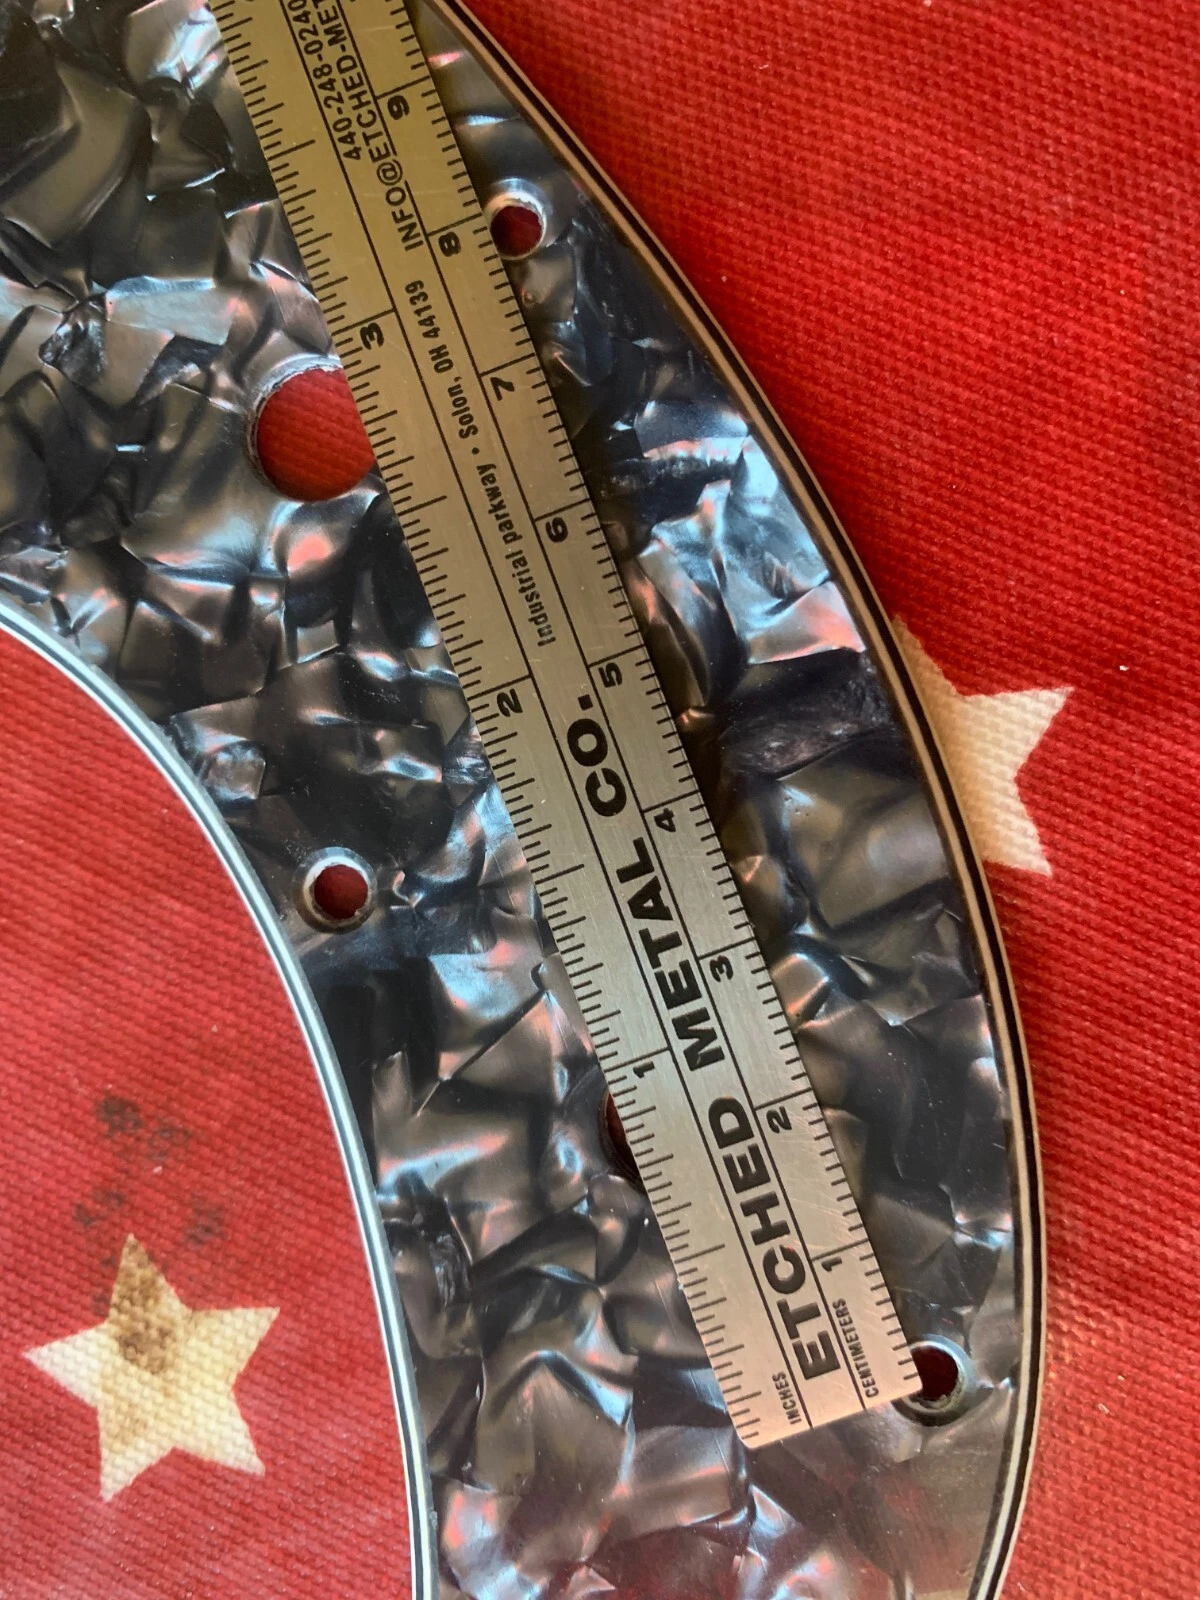 440-248-0240
INFO@ETCHED-MET
Industrial parkway • Solon, OH 44139
ETCHED METAL CO.
INCHES
1 2 3
CENTIMETERS
1 2 3 4 5 6 7 8 9